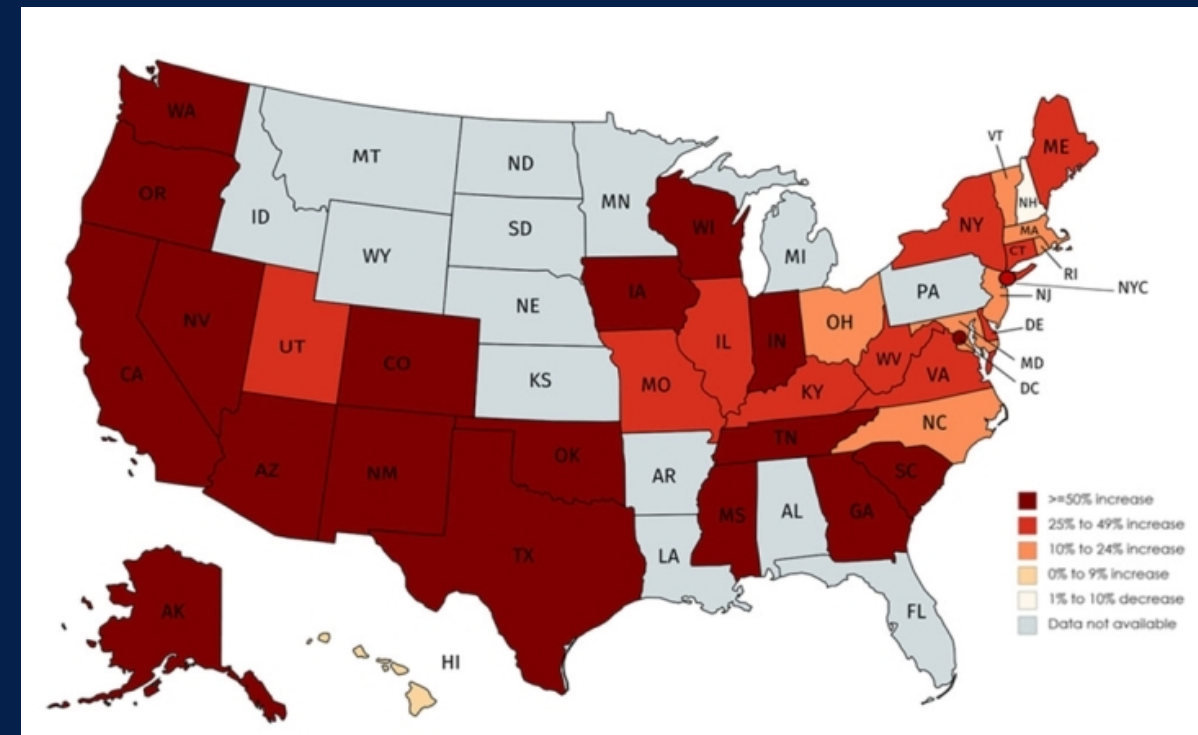 WA
MT
ND
VT
ME
OR
MN
ID
SD
WI
NY
NH
MA
WY
MI
CT
RI
IA
NE
PA
NJ
NYC
NV
UT
CO
IL
IN
OH
DE
CA
KS
MO
WV
VA
MD
KY
DC
AZ
NM
OK
TN
NC
AR
SC
MS
AL
GA
TX
LA
FL
AK
HI
>=50% increase
25% to 49% increase
10% to 24% increase
0% to 9% increase
1% to 10% decrease
Data not available